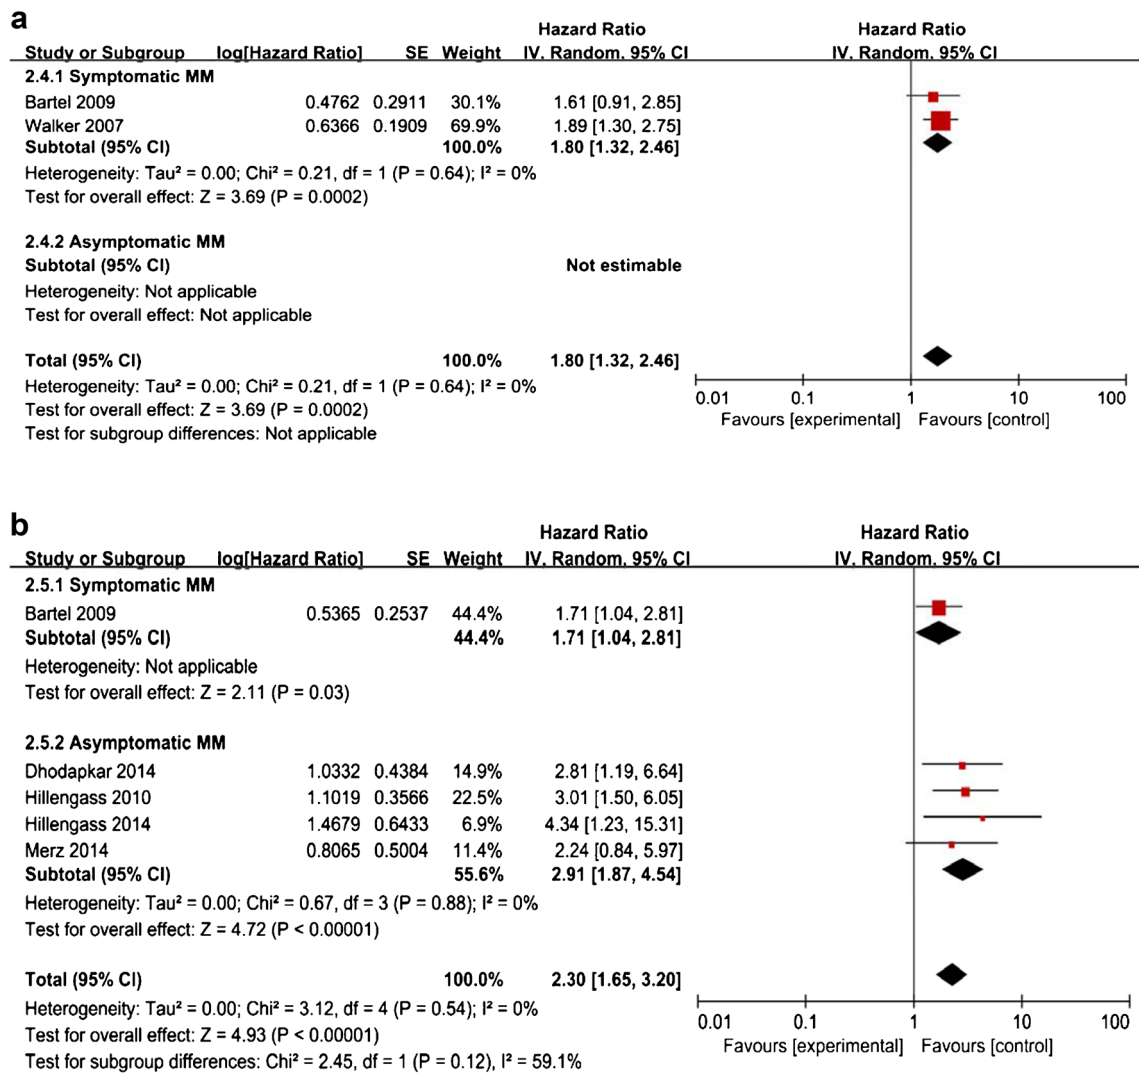 a
Hazard Ratio Hazard Ratio
Study or Subgroup log[Hazard Ratio] SE Weight IV, Random, 95% CI IV, Random, 95% CI
2.4.1 Symptomatic MM
Bartel 2009 0.4762 0.2911 30.1% 1.61 [0.91, 2.85]
Walker 2007 0.6366 0.1909 69.9% 1.89 [1.30, 2.75]
Subtotal (95% CI) 100.0% 1.80 [1.32, 2.46]
Heterogeneity: Tau² = 0.00; Chi² = 0.21, df = 1 (P = 0.64); I² = 0%
Test for overall effect: Z = 3.69 (P = 0.0002)
2.4.2 Asymptomatic MM
Subtotal (95% CI) Not estimable
Heterogeneity: Not applicable
Test for overall effect: Not applicable
Total (95% CI) 100.0% 1.80 [1.32, 2.46]
Heterogeneity: Tau² = 0.00; Chi² = 0.21, df = 1 (P = 0.64); I² = 0%
Test for overall effect: Z = 3.69 (P = 0.0002)
Test for subgroup differences: Not applicable
0.01 0.1 1 10 100
Favours [experimental] Favours [control]
b
Hazard Ratio Hazard Ratio
Study or Subgroup log[Hazard Ratio] SE Weight IV, Random, 95% CI IV, Random, 95% CI
2.5.1 Symptomatic MM
Bartel 2009 0.5365 0.2537 44.4% 1.71 [1.04, 2.81]
Subtotal (95% CI) 44.4% 1.71 [1.04, 2.81]
Heterogeneity: Not applicable
Test for overall effect: Z = 2.11 (P = 0.03)
2.5.2 Asymptomatic MM
Dhodapkar 2014 1.0332 0.4384 14.9% 2.81 [1.19, 6.64]
Hillengass 2010 1.1019 0.3566 22.5% 3.01 [1.50, 6.05]
Hillengass 2014 1.4679 0.6433 6.9% 4.34 [1.23, 15.31]
Merz 2014 0.8065 0.5004 11.4% 2.24 [0.84, 5.97]
Subtotal (95% CI) 55.6% 2.91 [1.87, 4.54]
Heterogeneity: Tau² = 0.00; Chi² = 0.67, df = 3 (P = 0.88); I² = 0%
Test for overall effect: Z = 4.72 (P < 0.00001)
Total (95% CI) 100.0% 2.30 [1.65, 3.20]
Heterogeneity: Tau² = 0.00; Chi² = 3.12, df = 4 (P = 0.54); I² = 0%
Test for overall effect: Z = 4.93 (P < 0.00001)
Test for subgroup differences: Chi² = 2.45, df = 1 (P = 0.12), I² = 59.1%
0.01 0.1 1 10 100
Favours [experimental] Favours [control]